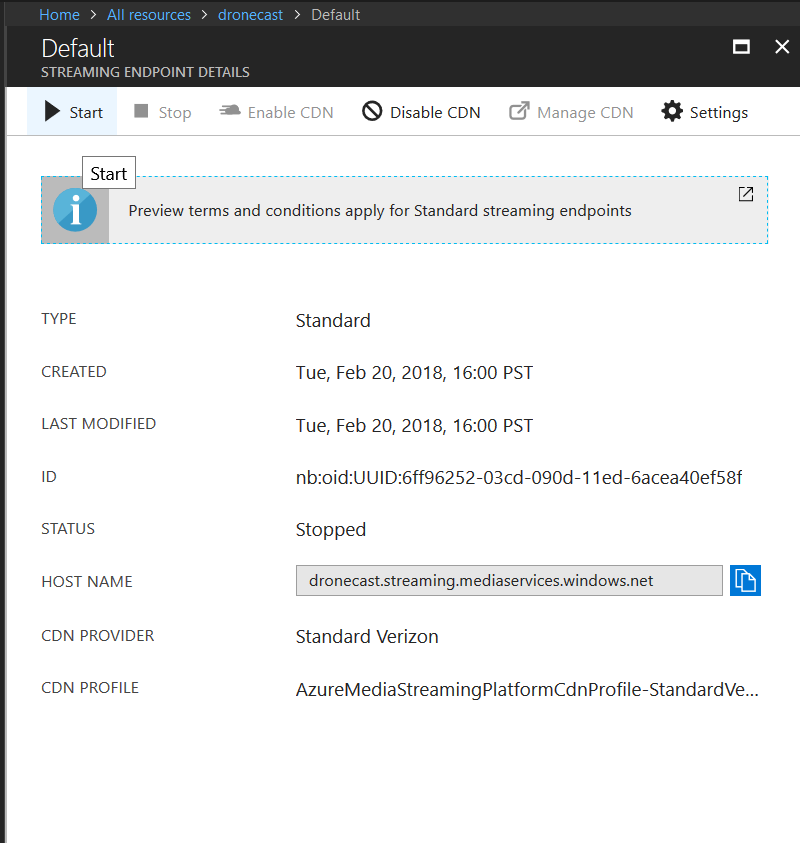 Home > All resources > dronecast > Default
Default
STREAMING ENDPOINT DETAILS
Start Stop Enable CDN Disable CDN Manage CDN Settings
Start
Preview terms and conditions apply for Standard streaming endpoints
TYPE Standard
CREATED Tue, Feb 20, 2018, 16:00 PST
LAST MODIFIED Tue, Feb 20, 2018, 16:00 PST
ID nb:oid:UUID:6ff96252-03cd-090d-11ed-6acea40ef58f
STATUS Stopped
HOST NAME dronecast.streaming.mediaservices.windows.net
CDN PROVIDER Standard Verizon
CDN PROFILE AzureMediaStreamingPlatformCdnProfile-StandardVe...